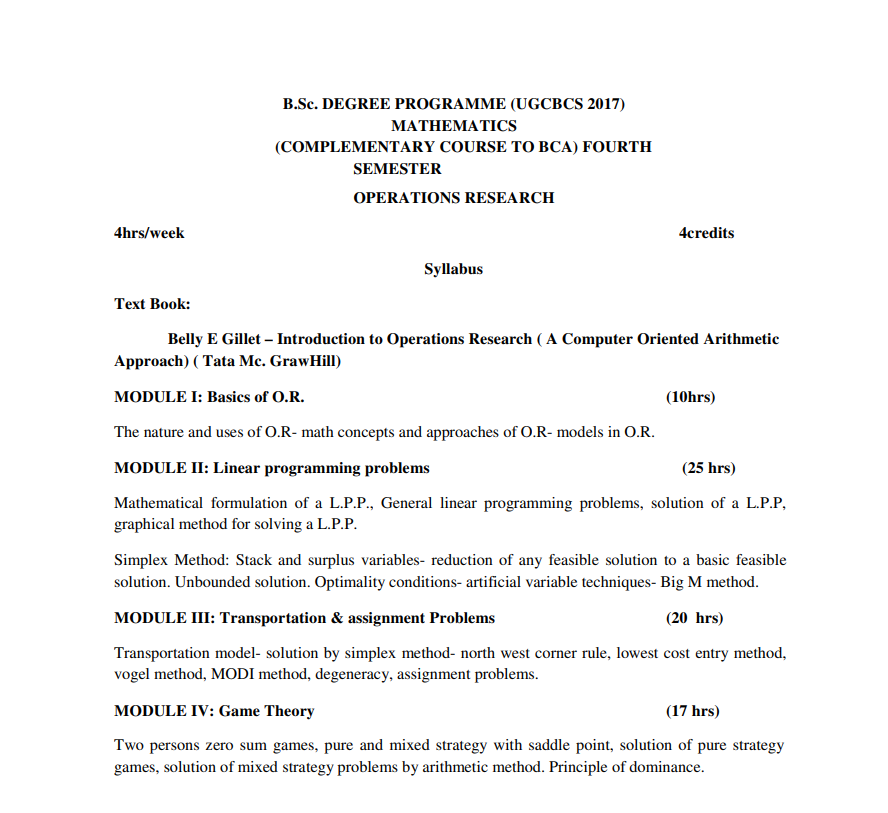 B.Sc. DEGREE PROGRAMME (UGCBCS 2017)
MATHEMATICS
(COMPLEMENTARY COURSE TO BCA) FOURTH
SEMESTER
OPERATIONS RESEARCH
4hrs/week 4credits
Syllabus
Text Book:
Belly E Gillet – Introduction to Operations Research ( A Computer Oriented Arithmetic
Approach) ( Tata Mc. GrawHill)
MODULE I: Basics of O.R. (10hrs)
The nature and uses of O.R- math concepts and approaches of O.R- models in O.R.
MODULE II: Linear programming problems (25 hrs)
Mathematical formulation of a L.P.P., General linear programming problems, solution of a L.P.P,
graphical method for solving a L.P.P.
Simplex Method: Stack and surplus variables- reduction of any feasible solution to a basic feasible
solution. Unbounded solution. Optimality conditions- artificial variable techniques- Big M method.
MODULE III: Transportation & assignment Problems (20 hrs)
Transportation model- solution by simplex method- north west corner rule, lowest cost entry method,
vogel method, MODI method, degeneracy, assignment problems.
MODULE IV: Game Theory (17 hrs)
Two persons zero sum games, pure and mixed strategy with saddle point, solution of pure strategy
games, solution of mixed strategy problems by arithmetic method. Principle of dominance.